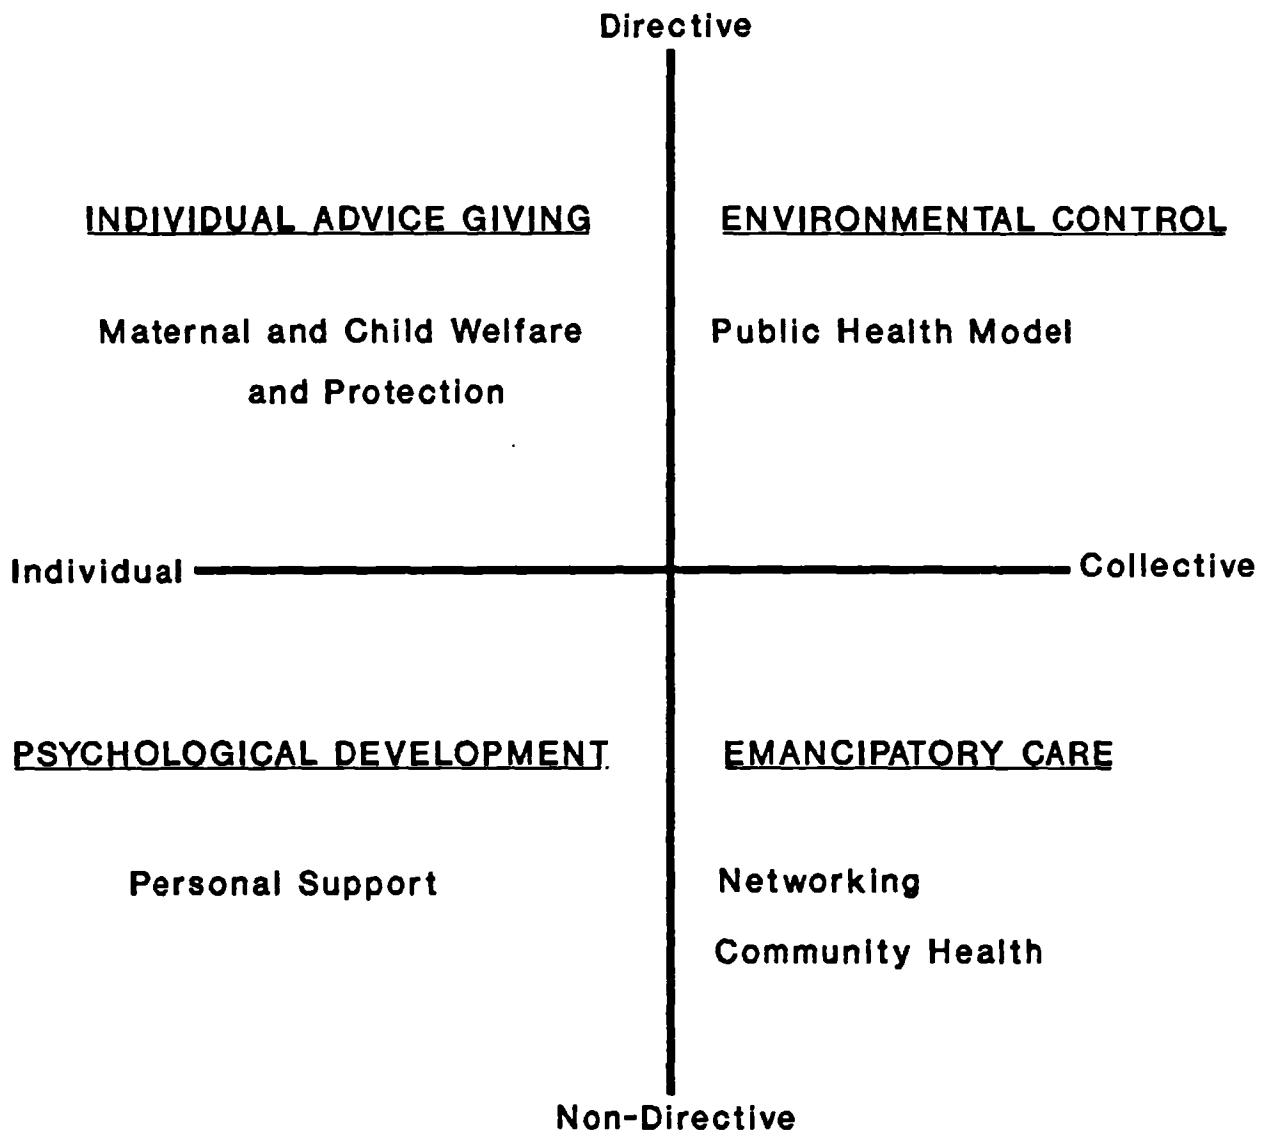 Directive
INDIVIDUAL ADVICE GIVING
ENVIRONMENTAL CONTROL
Maternal and Child Welfare
and Protection
Public Health Model
Individual
Collective
PSYCHOLOGICAL DEVELOPMENT
EMANCIPATORY CARE
Personal Support
Networking
Community Health
Non-Directive